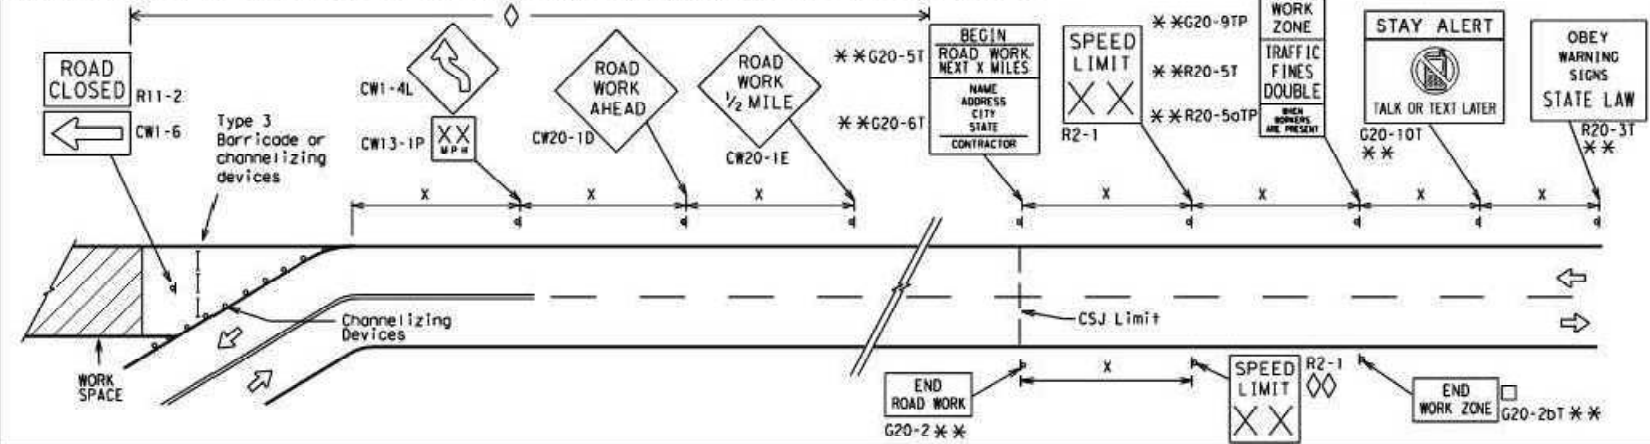 ROAD
CLOSED
R11-2
CW1-6
Type 3
Barricade or
channelizing
devices
CW1-4L
XX
MPH
CW13-1P
ROAD
WORK
AHEAD
CW20-1D
ROAD
WORK
1/2 MILE
CW20-1E
* *G20-5T
* *G20-6T
BEGIN
ROAD WORK
NEXT X MILES
NAME
ADDRESS
CITY
STATE
CONTRACTOR
SPEED
LIMIT
X X
R2-1
* *G20-9TP
* *R20-5T
* *R20-5aTP
WORK
ZONE
TRAFFIC
FINES
DOUBLE
WHEN
WORKERS
ARE PRESENT
STAY ALERT
TALK OR TEXT LATER
G20-10T
* *
OBEY
WARNING
SIGNS
STATE LAW
R20-3T
* *
X
X
X
X
X
X
X
Channelizing
Devices
CSJ Limit
WORK
SPACE
END
ROAD WORK
G20-2 * *
X
SPEED
LIMIT
X X
R2-1
END
WORK ZONE
G20-2bT * *